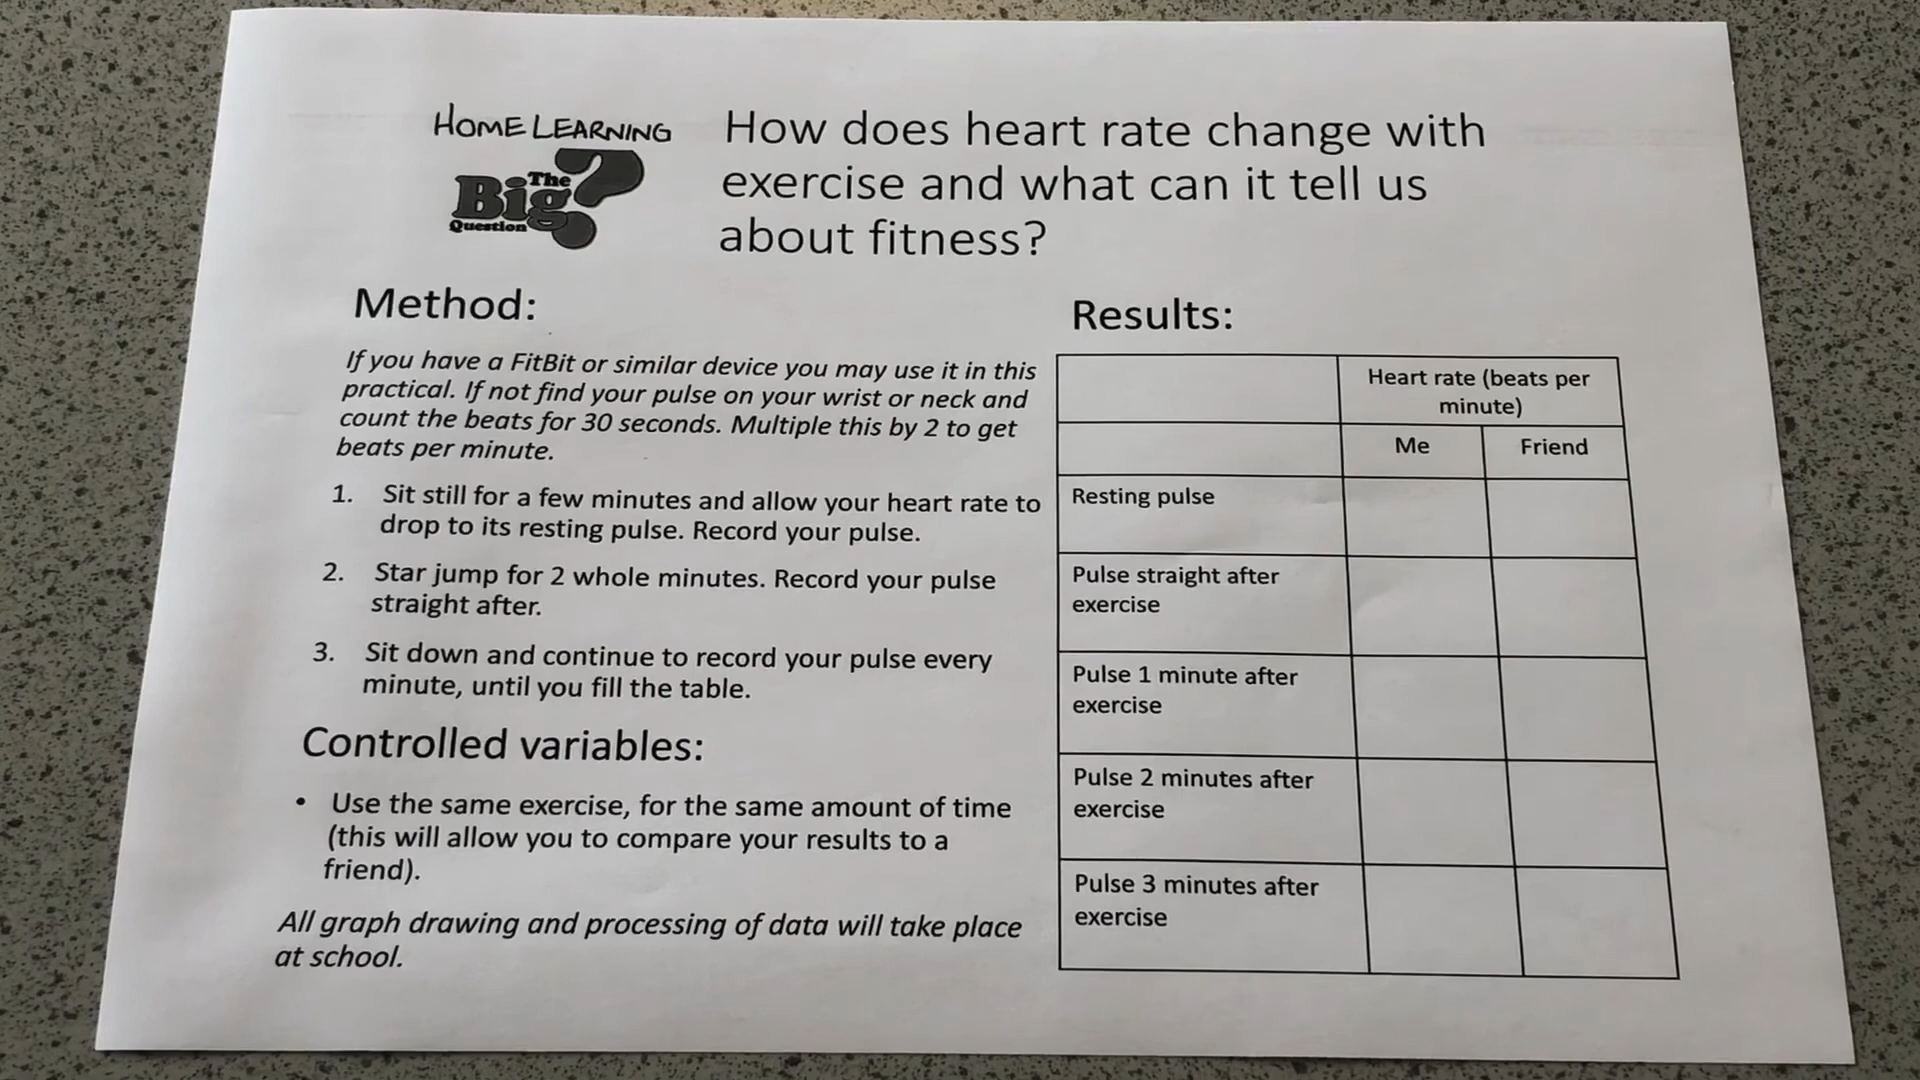 HOME LEARNING
The
Big?
Question
How does heart rate change with
exercise and what can it tell us
about fitness?
Method:
If you have a FitBit or similar device you may use it in this
practical. If not find your pulse on your wrist or neck and
count the beats for 30 seconds. Multiple this by 2 to get
beats per minute.
1. Sit still for a few minutes and allow your heart rate to
drop to its resting pulse. Record your pulse.
2. Star jump for 2 whole minutes. Record your pulse
straight after.
3. Sit down and continue to record your pulse every
minute, until you fill the table.
Controlled variables:
• Use the same exercise, for the same amount of time
(this will allow you to compare your results to a
friend).
All graph drawing and processing of data will take place
at school.
Results:
Heart rate (beats per
minute)
Me Friend
Resting pulse
Pulse straight after
exercise
Pulse 1 minute after
exercise
Pulse 2 minutes after
exercise
Pulse 3 minutes after
exercise